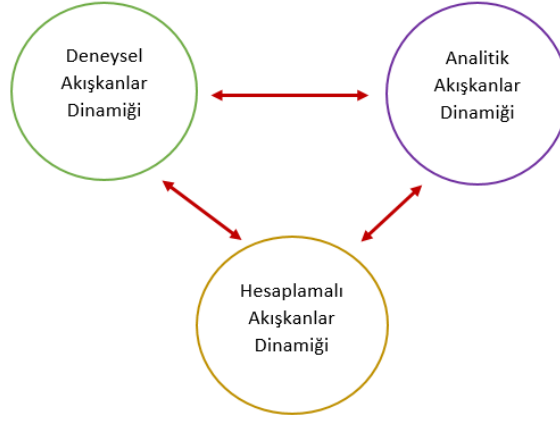 Deneysel
Akışkanlar
Dinamiği
Analitik
Akışkanlar
Dinamiği
Hesaplamalı
Akışkanlar
Dinamiği